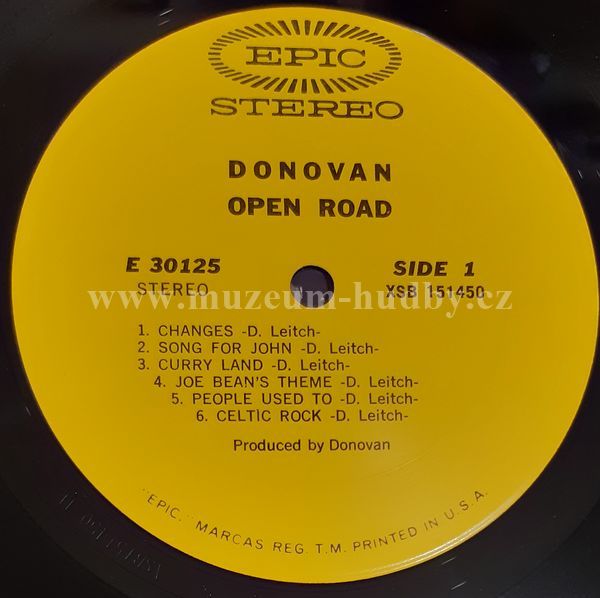 EPIC
STEREO
DONOVAN
OPEN ROAD
E 30125 SIDE 1
STEREO XSB 151450
www.muzeum-hudby.cz
1. CHANGES -D. Leitch-
2. SONG FOR JOHN -D. Leitch-
3. CURRY LAND -D. Leitch-
4. JOE BEAN'S THEME -D. Leitch-
5. PEOPLE USED TO -D. Leitch-
6. CELTIC ROCK -D. Leitch-
Produced by Donovan
"EPIC," MARCAS REG. T.M. PRINTED IN U.S.A.